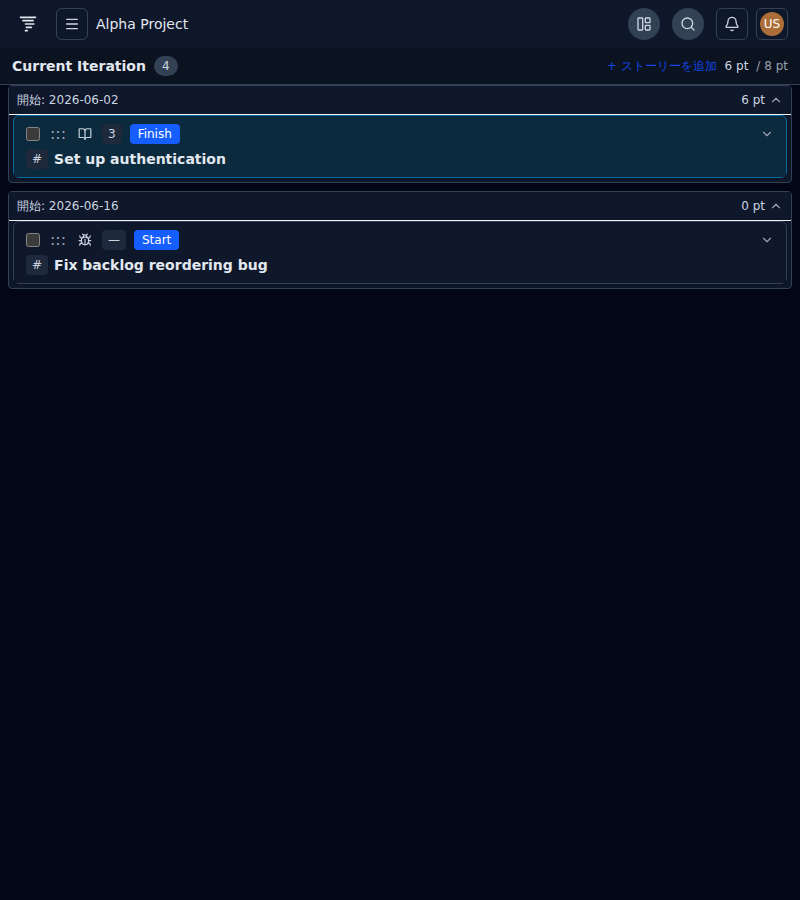 Alpha Project
US
Current Iteration 4
+ ストーリーを追加 6 pt / 8 pt
開始: 2026-06-02 6 pt
3 Finish
# Set up authentication
開始: 2026-06-16 0 pt
— Start
# Fix backlog reordering bug